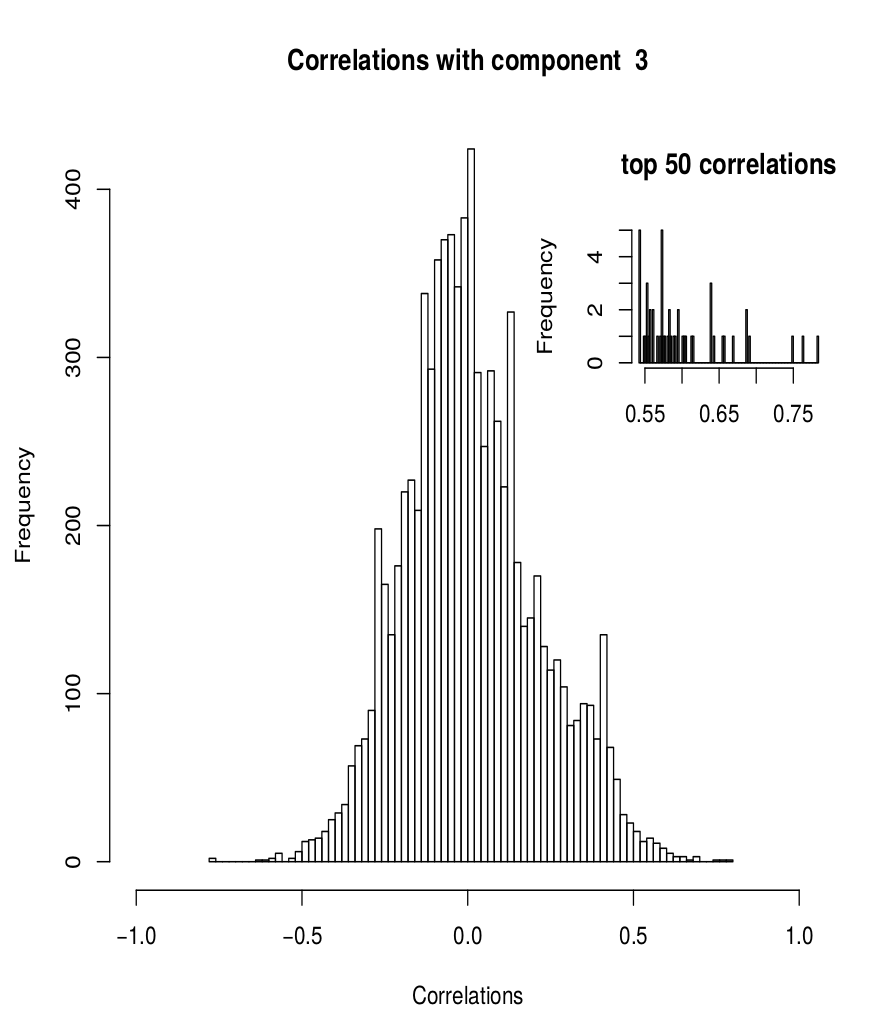 Correlations with component  3
top 50 correlations
Frequency
0 2 4
0.55 0.65 0.75
Frequency
0 100 200 300 400
−1.0 −0.5 0.0 0.5 1.0
Correlations